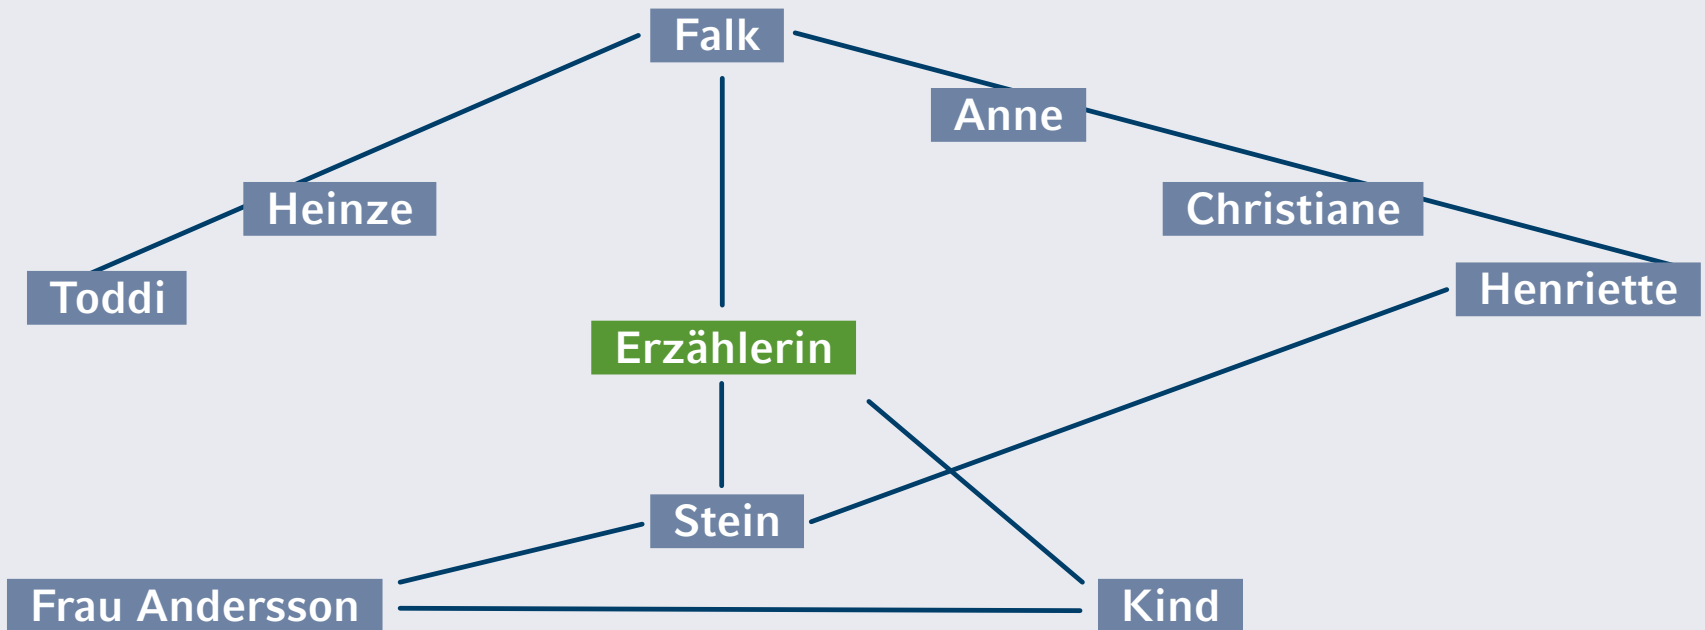 Falk
Anne
Heinze
Christiane
Toddi
Henriette
Erzählerin
Stein
Frau Andersson
Kind